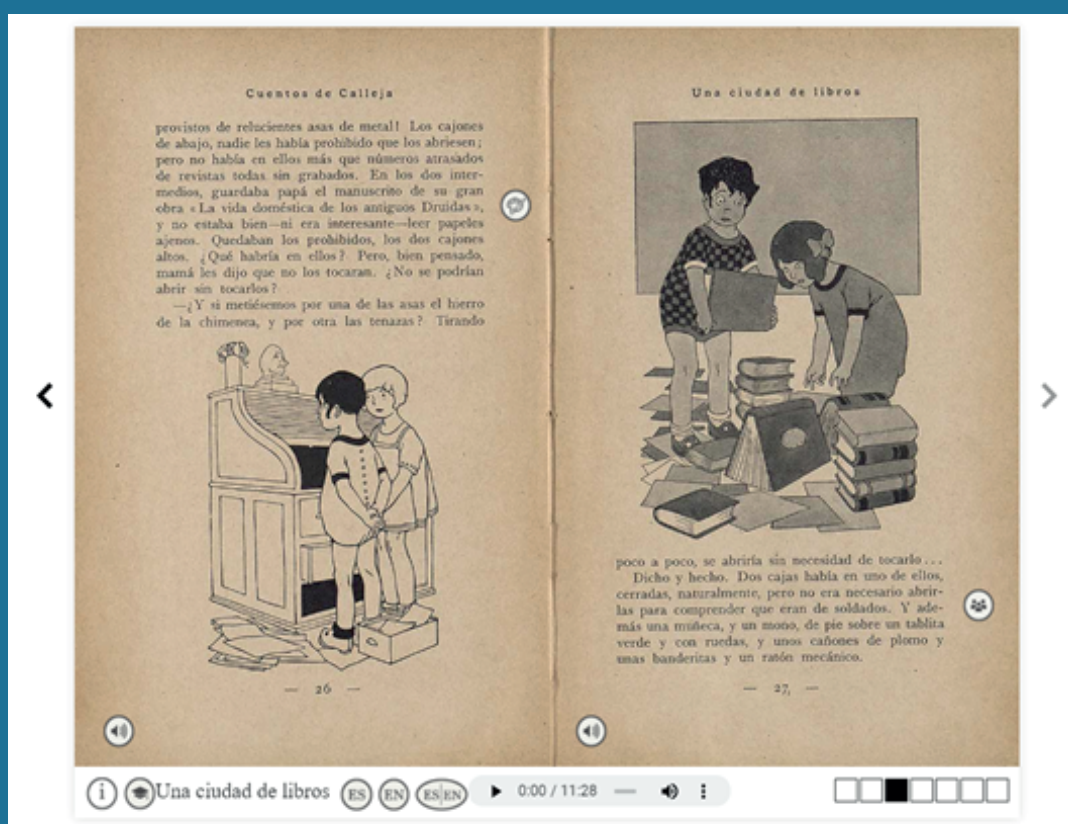 Cuentos de Calleja
provistos de relucientes asas de metal! Los cajones
de abajo, nadie les había prohibido que los abriesen;
pero no había en ellos más que números atrasados
de revistas todas sin grabados. En los dos inter-
medios, guardaba papá el manuscrito de su gran
obra «La vida doméstica de los antiguos Druidas»,
y no estaba bien—ni era interesante—leer papeles
ajenos. Quedaban los prohibidos, los dos cajones
altos. ¿Qué habría en ellos? Pero, bien pensado,
mamá les dijo que no los tocaran. ¿No se podrían
abrir sin tocarlos?
—¿Y si metiésemos por una de las asas el hierro
de la chimenea, y por otra las tenazas? Tirando
— 26 —
Una ciudad de libros
poco a poco, se abriría sin necesidad de tocarlo...
Dicho y hecho. Dos cajas había en uno de ellos,
cerradas, naturalmente, pero no era necesario abrir-
las para comprender que eran de soldados. Y ade-
más una muñeca, y un mono, de pie sobre un tablita
verde y con ruedas, y unos cañones de plomo y
unas banderitas y un ratón mecánico.
— 27 —
i Una ciudad de libros ES EN ES|EN 0:00 / 11:28